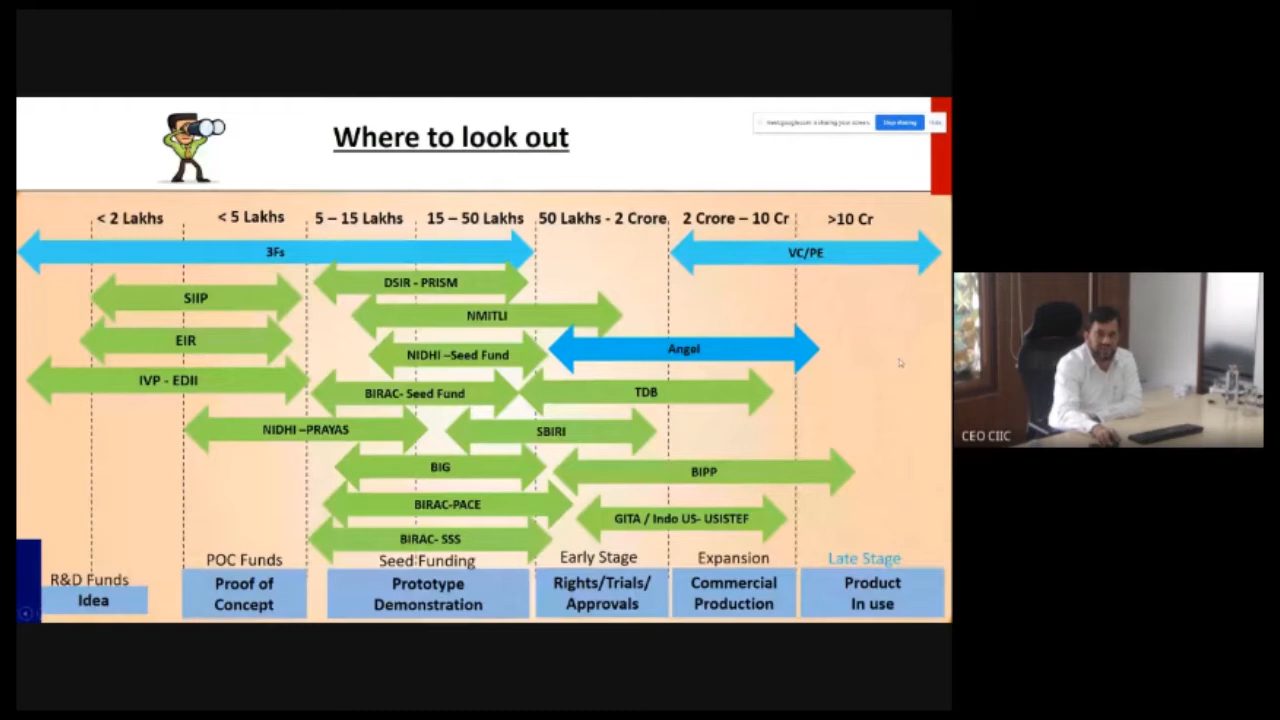 Where to look out
meet.google.com is sharing your screen.
Stop sharing
Hide
< 2 Lakhs
< 5 Lakhs
5 – 15 Lakhs
15 – 50 Lakhs
50 Lakhs - 2 Crore
2 Crore – 10 Cr
>10 Cr
3Fs
VC/PE
DSIR - PRISM
SIIP
NMITLI
EIR
NIDHI –Seed Fund
Angel
IVP - EDII
BIRAC- Seed Fund
TDB
NIDHI –PRAYAS
SBIRI
BIG
BIPP
BIRAC-PACE
GITA / Indo US- USISTEF
BIRAC- SSS
R&D Funds
Idea
POC Funds
Proof of
Concept
Seed Funding
Prototype
Demonstration
Early Stage
Rights/Trials/
Approvals
Expansion
Commercial
Production
Late Stage
Product
In use
CEO CIIC